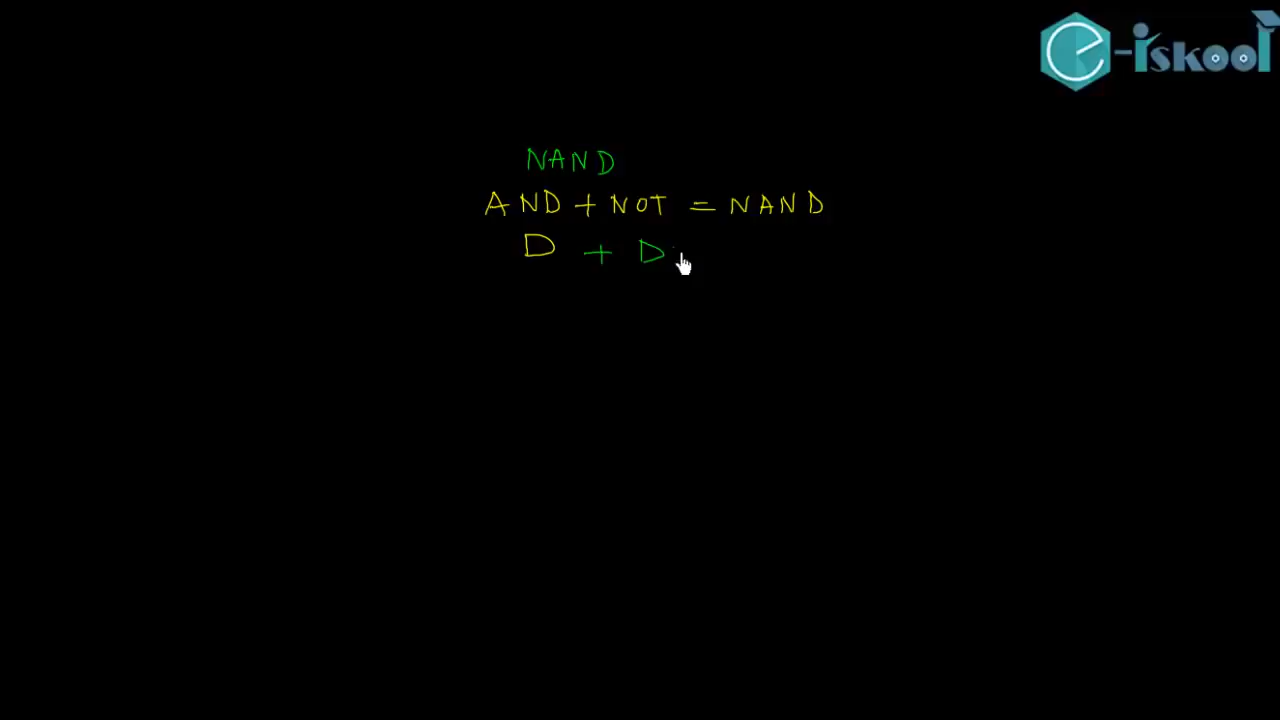 e-iskool
NAND
AND + NOT = NAND
D + D